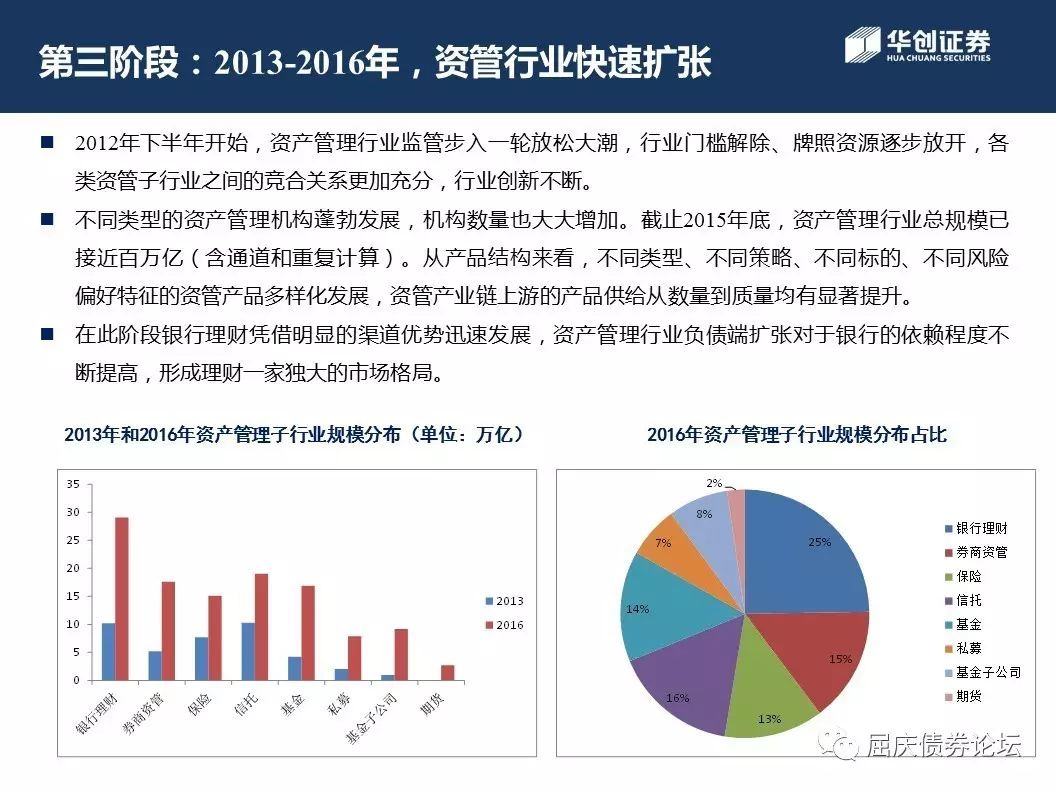 第三阶段：2013-2016年，资管行业快速扩张
华创证券
HUA CHUANG SECURITIES
2012年下半年开始，资产管理行业监管步入一轮放松大潮，行业门槛解除、牌照资源逐步放开，各
类资管子行业之间的竞合关系更加充分，行业创新不断。
不同类型的资产管理机构蓬勃发展，机构数量也大大增加。截止2015年底，资产管理行业总规模已
接近百万亿（含通道和重复计算）。从产品结构来看，不同类型、不同策略、不同标的、不同风险
偏好特征的资管产品多样化发展，资管产业链上游的产品供给从数量到质量均有显著提升。
在此阶段银行理财凭借明显的渠道优势迅速发展，资产管理行业负债端扩张对于银行的依赖程度不
断提高，形成理财一家独大的市场格局。
2013年和2016年资产管理子行业规模分布（单位：万亿）
35
30
25
20
15
10
5
0
银行理财
券商资管
保险
信托
基金
私募
基金子公司
期货
2013
2016
2016年资产管理子行业规模分布占比
25%
15%
13%
16%
14%
7%
8%
2%
银行理财
券商资管
保险
信托
基金
私募
基金子公司
期货
屈庆债券论坛